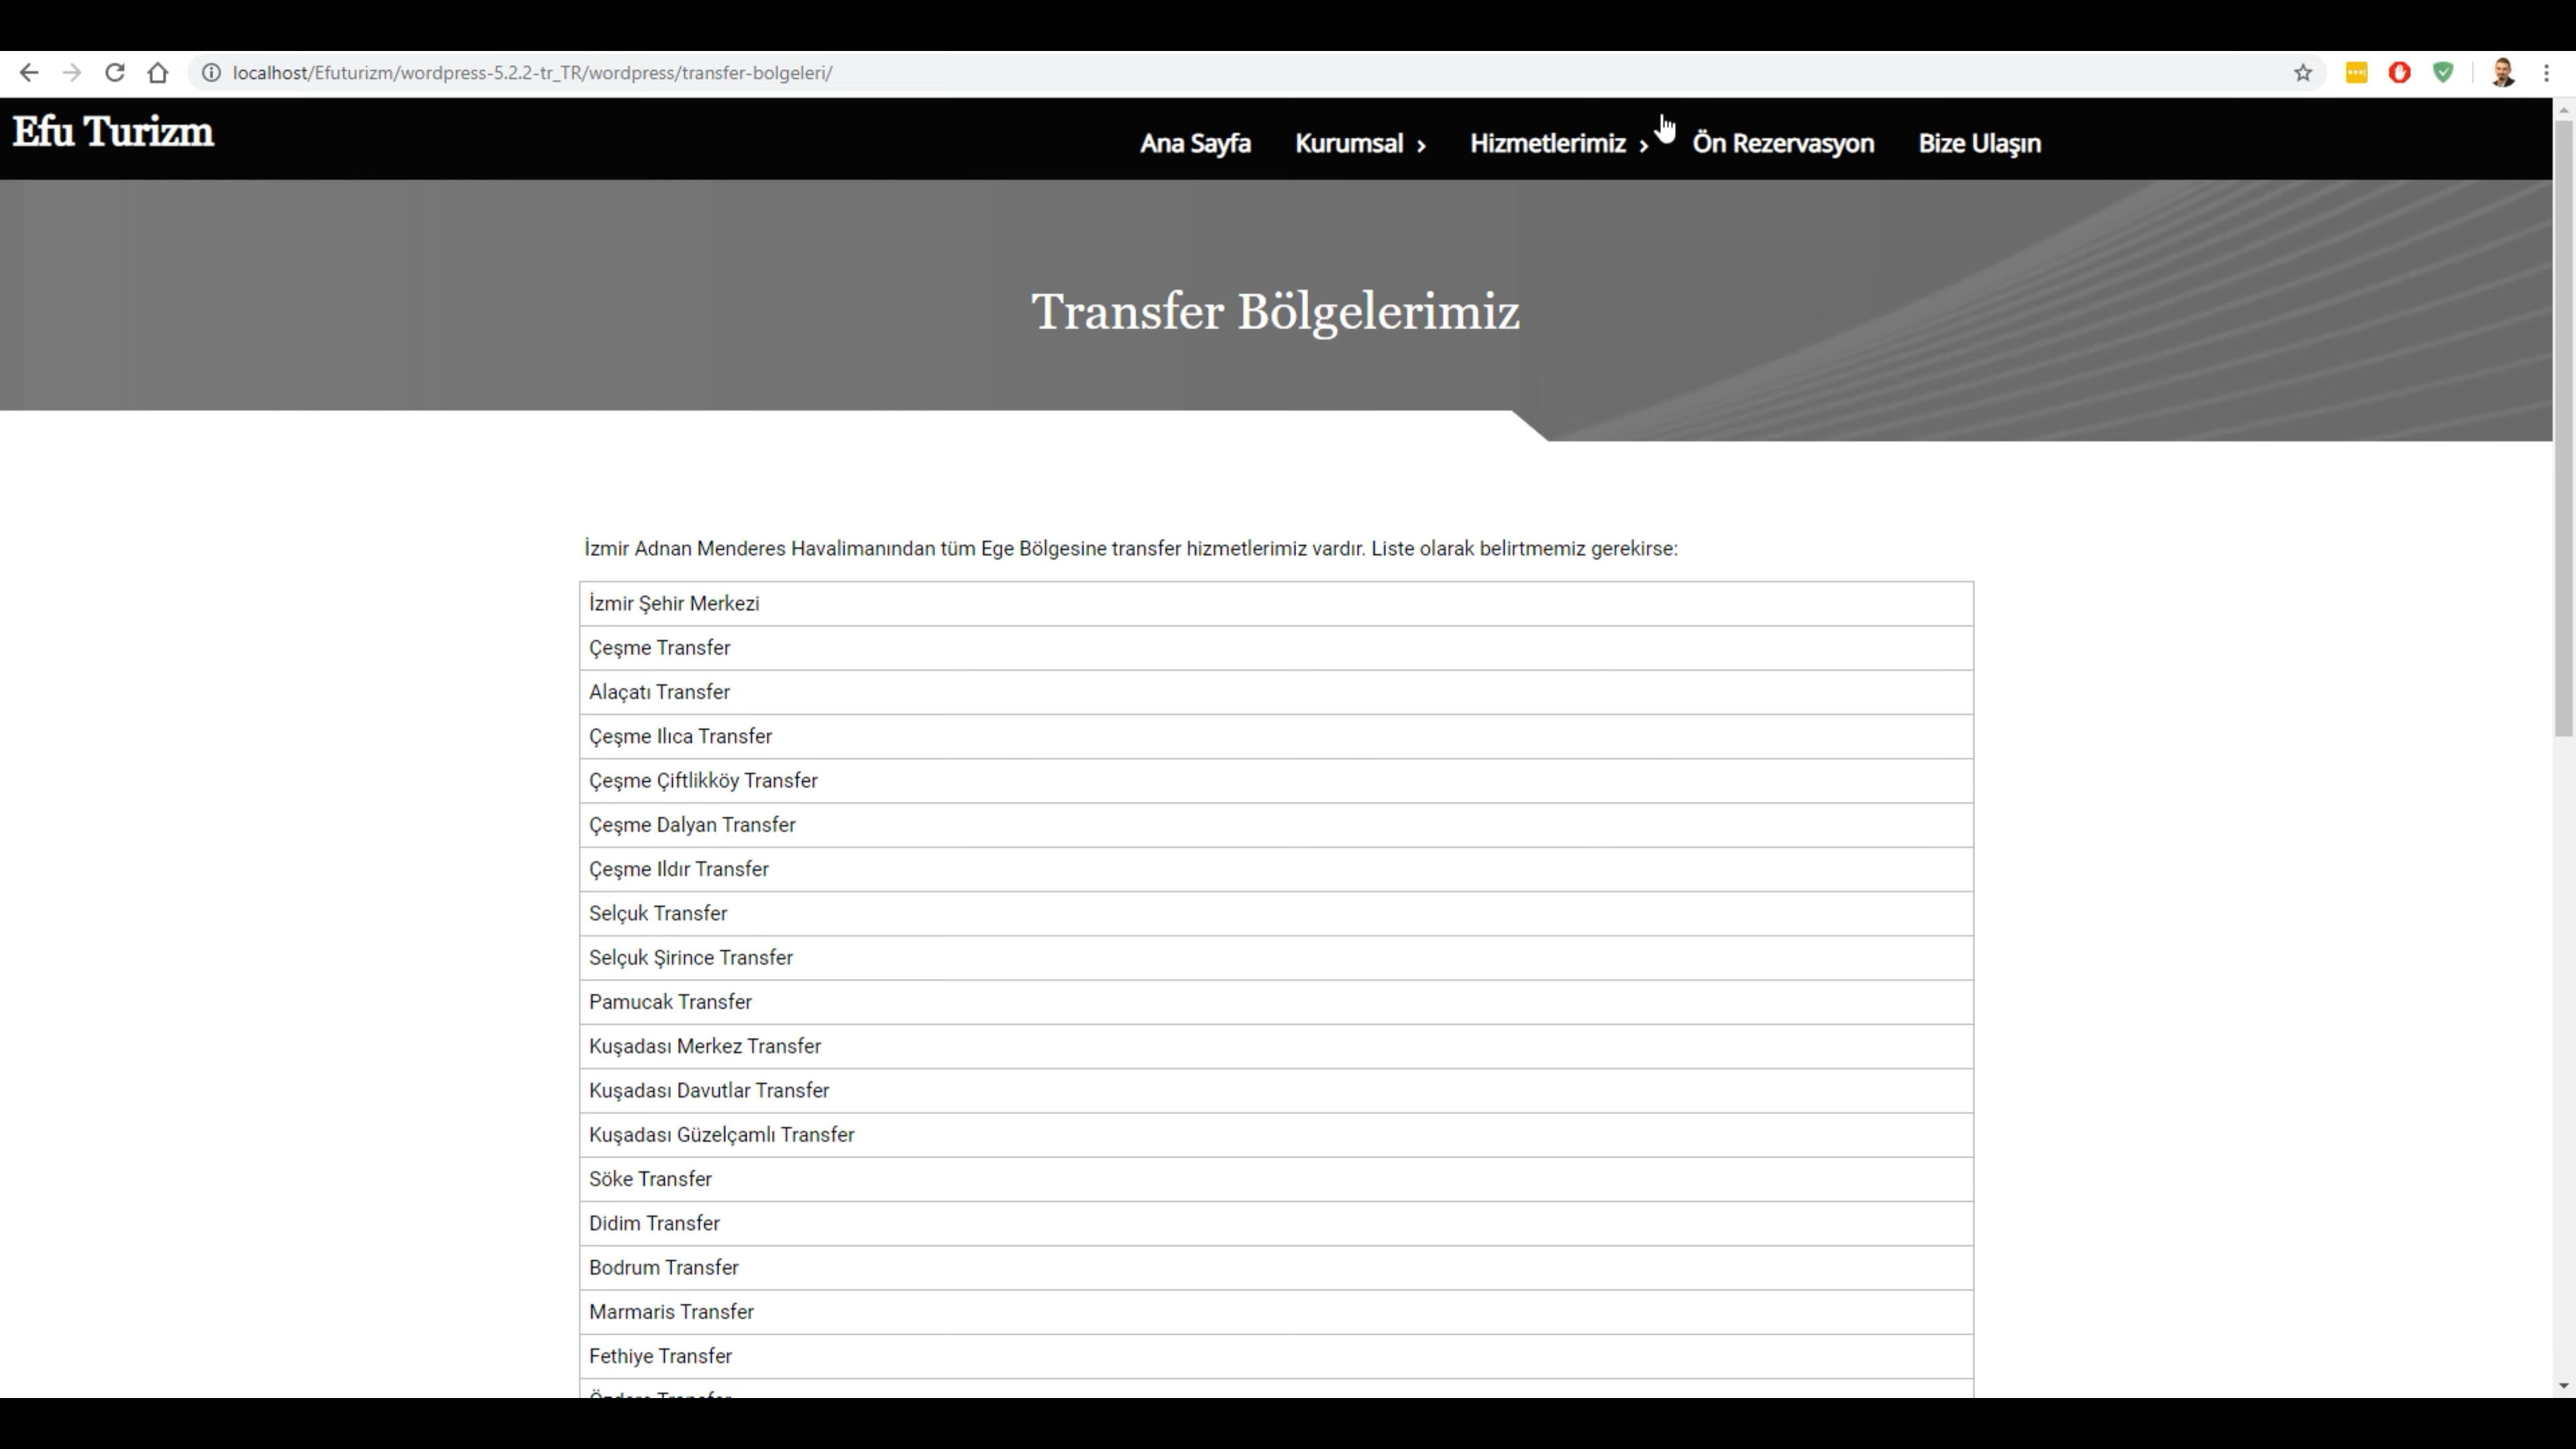 localhost/Efuturizm/wordpress-5.2.2-tr_TR/wordpress/transfer-bolgeleri/
Efu Turizm
Ana Sayfa Kurumsal › Hizmetlerimiz › Ön Rezervasyon Bize Ulaşın
Transfer Bölgelerimiz
İzmir Adnan Menderes Havalimanından tüm Ege Bölgesine transfer hizmetlerimiz vardır. Liste olarak belirtmemiz gerekirse:
İzmir Şehir Merkezi
Çeşme Transfer
Alaçatı Transfer
Çeşme Ilıca Transfer
Çeşme Çiftlikköy Transfer
Çeşme Dalyan Transfer
Çeşme Ildır Transfer
Selçuk Transfer
Selçuk Şirince Transfer
Pamucak Transfer
Kuşadası Merkez Transfer
Kuşadası Davutlar Transfer
Kuşadası Güzelçamlı Transfer
Söke Transfer
Didim Transfer
Bodrum Transfer
Marmaris Transfer
Fethiye Transfer